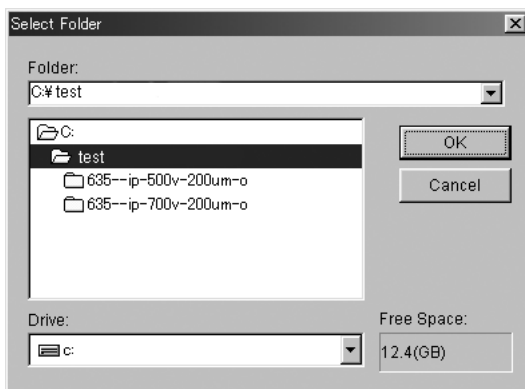 Select Folder
Folder:
C:¥test
C:
test
635--ip-500v-200um-o
635--ip-700v-200um-o
OK
Cancel
Drive:
c:
Free Space:
12.4(GB)